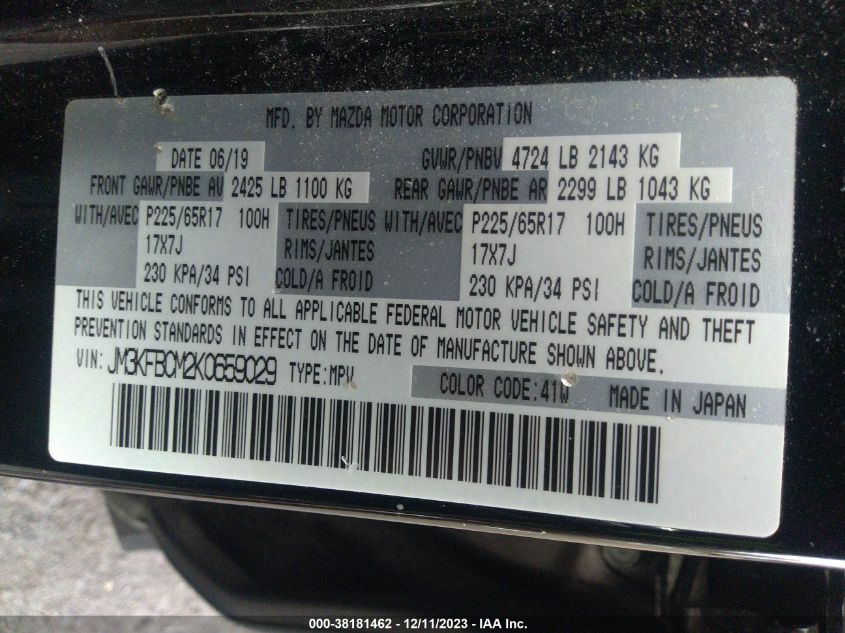 MFD. BY MAZDA MOTOR CORPORATION
DATE 06/19 GVWR/PNBV 4724 LB 2143 KG
FRONT GAWR/PNBE AV 2425 LB 1100 KG REAR GAWR/PNBE AR 2299 LB 1043 KG
WITH/AVEC P225/65R17 100H TIRES/PNEUS WITH/AVEC P225/65R17 100H TIRES/PNEUS
17X7J RIMS/JANTES 17X7J RIMS/JANTES
230 KPA/34 PSI COLD/A FROID 230 KPA/34 PSI COLD/A FROID
THIS VEHICLE CONFORMS TO ALL APPLICABLE FEDERAL MOTOR VEHICLE SAFETY AND THEFT
PREVENTION STANDARDS IN EFFECT ON THE DATE OF MANUFACTURE SHOWN ABOVE.
VIN: JM3KFBCM2K0659029 TYPE:MPV COLOR CODE:41W MADE IN JAPAN
000-38181462 - 12/11/2023 - IAA Inc.